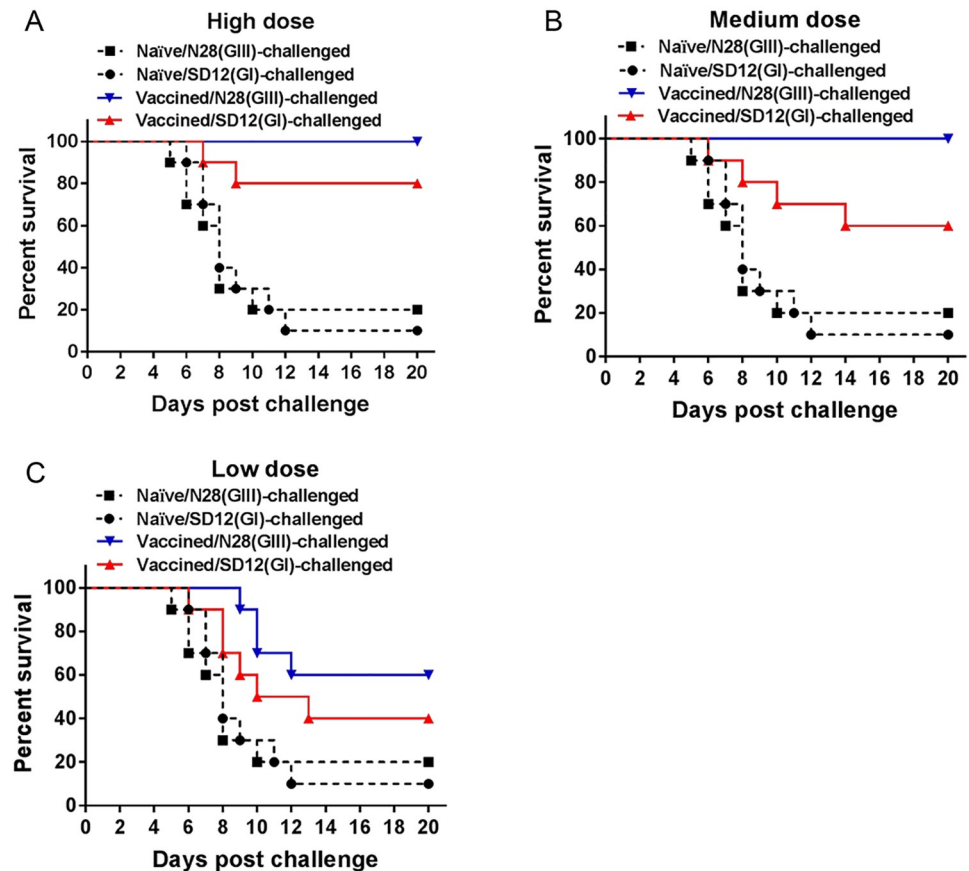 A
High dose
Naïve/N28(GIII)-challenged
Naïve/SD12(GI)-challenged
Vaccined/N28(GIII)-challenged
Vaccined/SD12(GI)-challenged
100
80
60
40
20
0
Percent survival
0 2 4 6 8 10 12 14 16 18 20
Days post challenge
B
Medium dose
Naïve/N28(GIII)-challenged
Naïve/SD12(GI)-challenged
Vaccined/N28(GIII)-challenged
Vaccined/SD12(GI)-challenged
100
80
60
40
20
0
Percent survival
0 2 4 6 8 10 12 14 16 18 20
Days post challenge
C
Low dose
Naïve/N28(GIII)-challenged
Naïve/SD12(GI)-challenged
Vaccined/N28(GIII)-challenged
Vaccined/SD12(GI)-challenged
100
80
60
40
20
0
Percent survival
0 2 4 6 8 10 12 14 16 18 20
Days post challenge